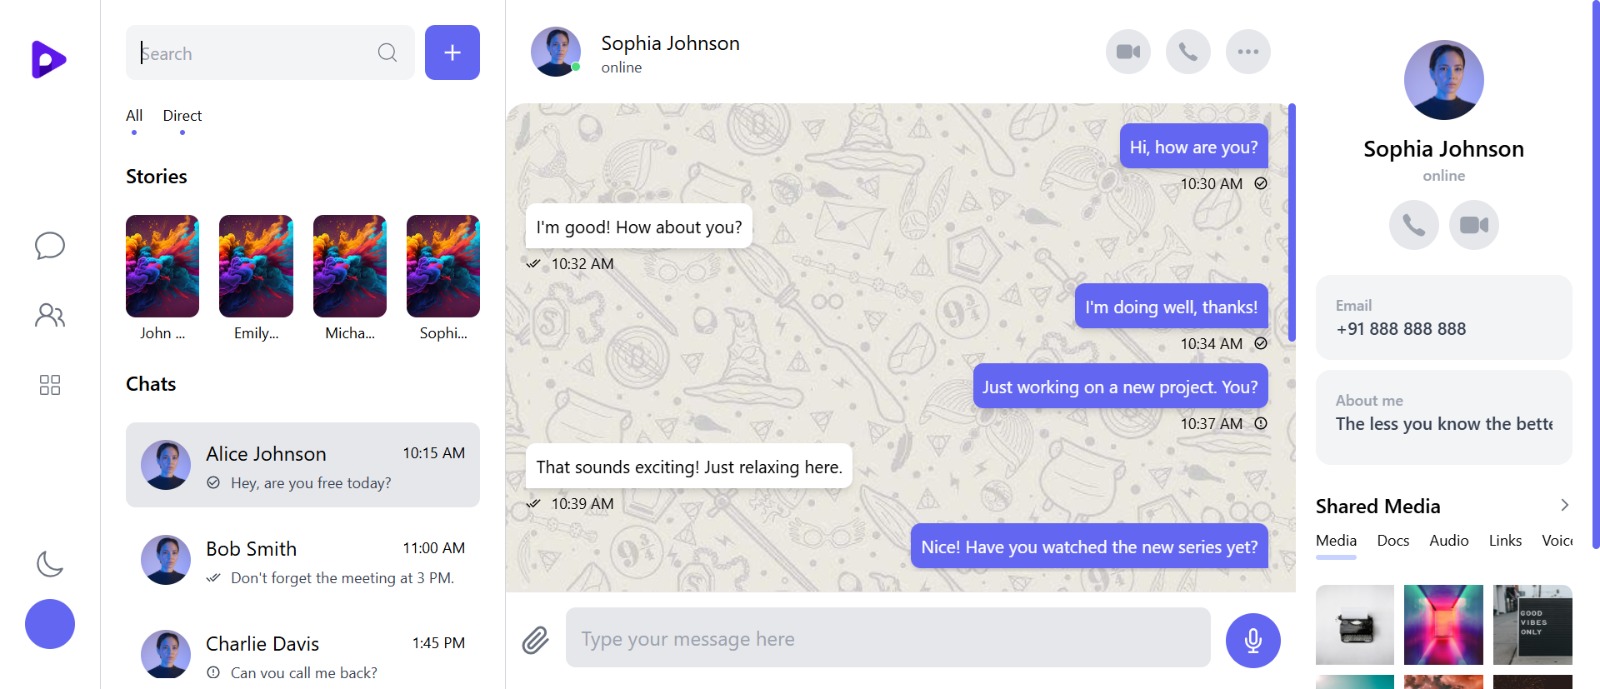 Search
All Direct
Stories
John ...
Emily...
Micha...
Sophi...
Chats
Alice Johnson
10:15 AM
Hey, are you free today?
Bob Smith
11:00 AM
Don't forget the meeting at 3 PM.
Charlie Davis
1:45 PM
Can you call me back?
Sophia Johnson
online
Hi, how are you?
10:30 AM
I'm good! How about you?
10:32 AM
I'm doing well, thanks!
10:34 AM
Just working on a new project. You?
10:37 AM
That sounds exciting! Just relaxing here.
10:39 AM
Nice! Have you watched the new series yet?
Type your message here
Sophia Johnson
online
Email
+91 888 888 888
About me
The less you know the bette
Shared Media
Media Docs Audio Links Voice
GOOD
VIBES
ONLY